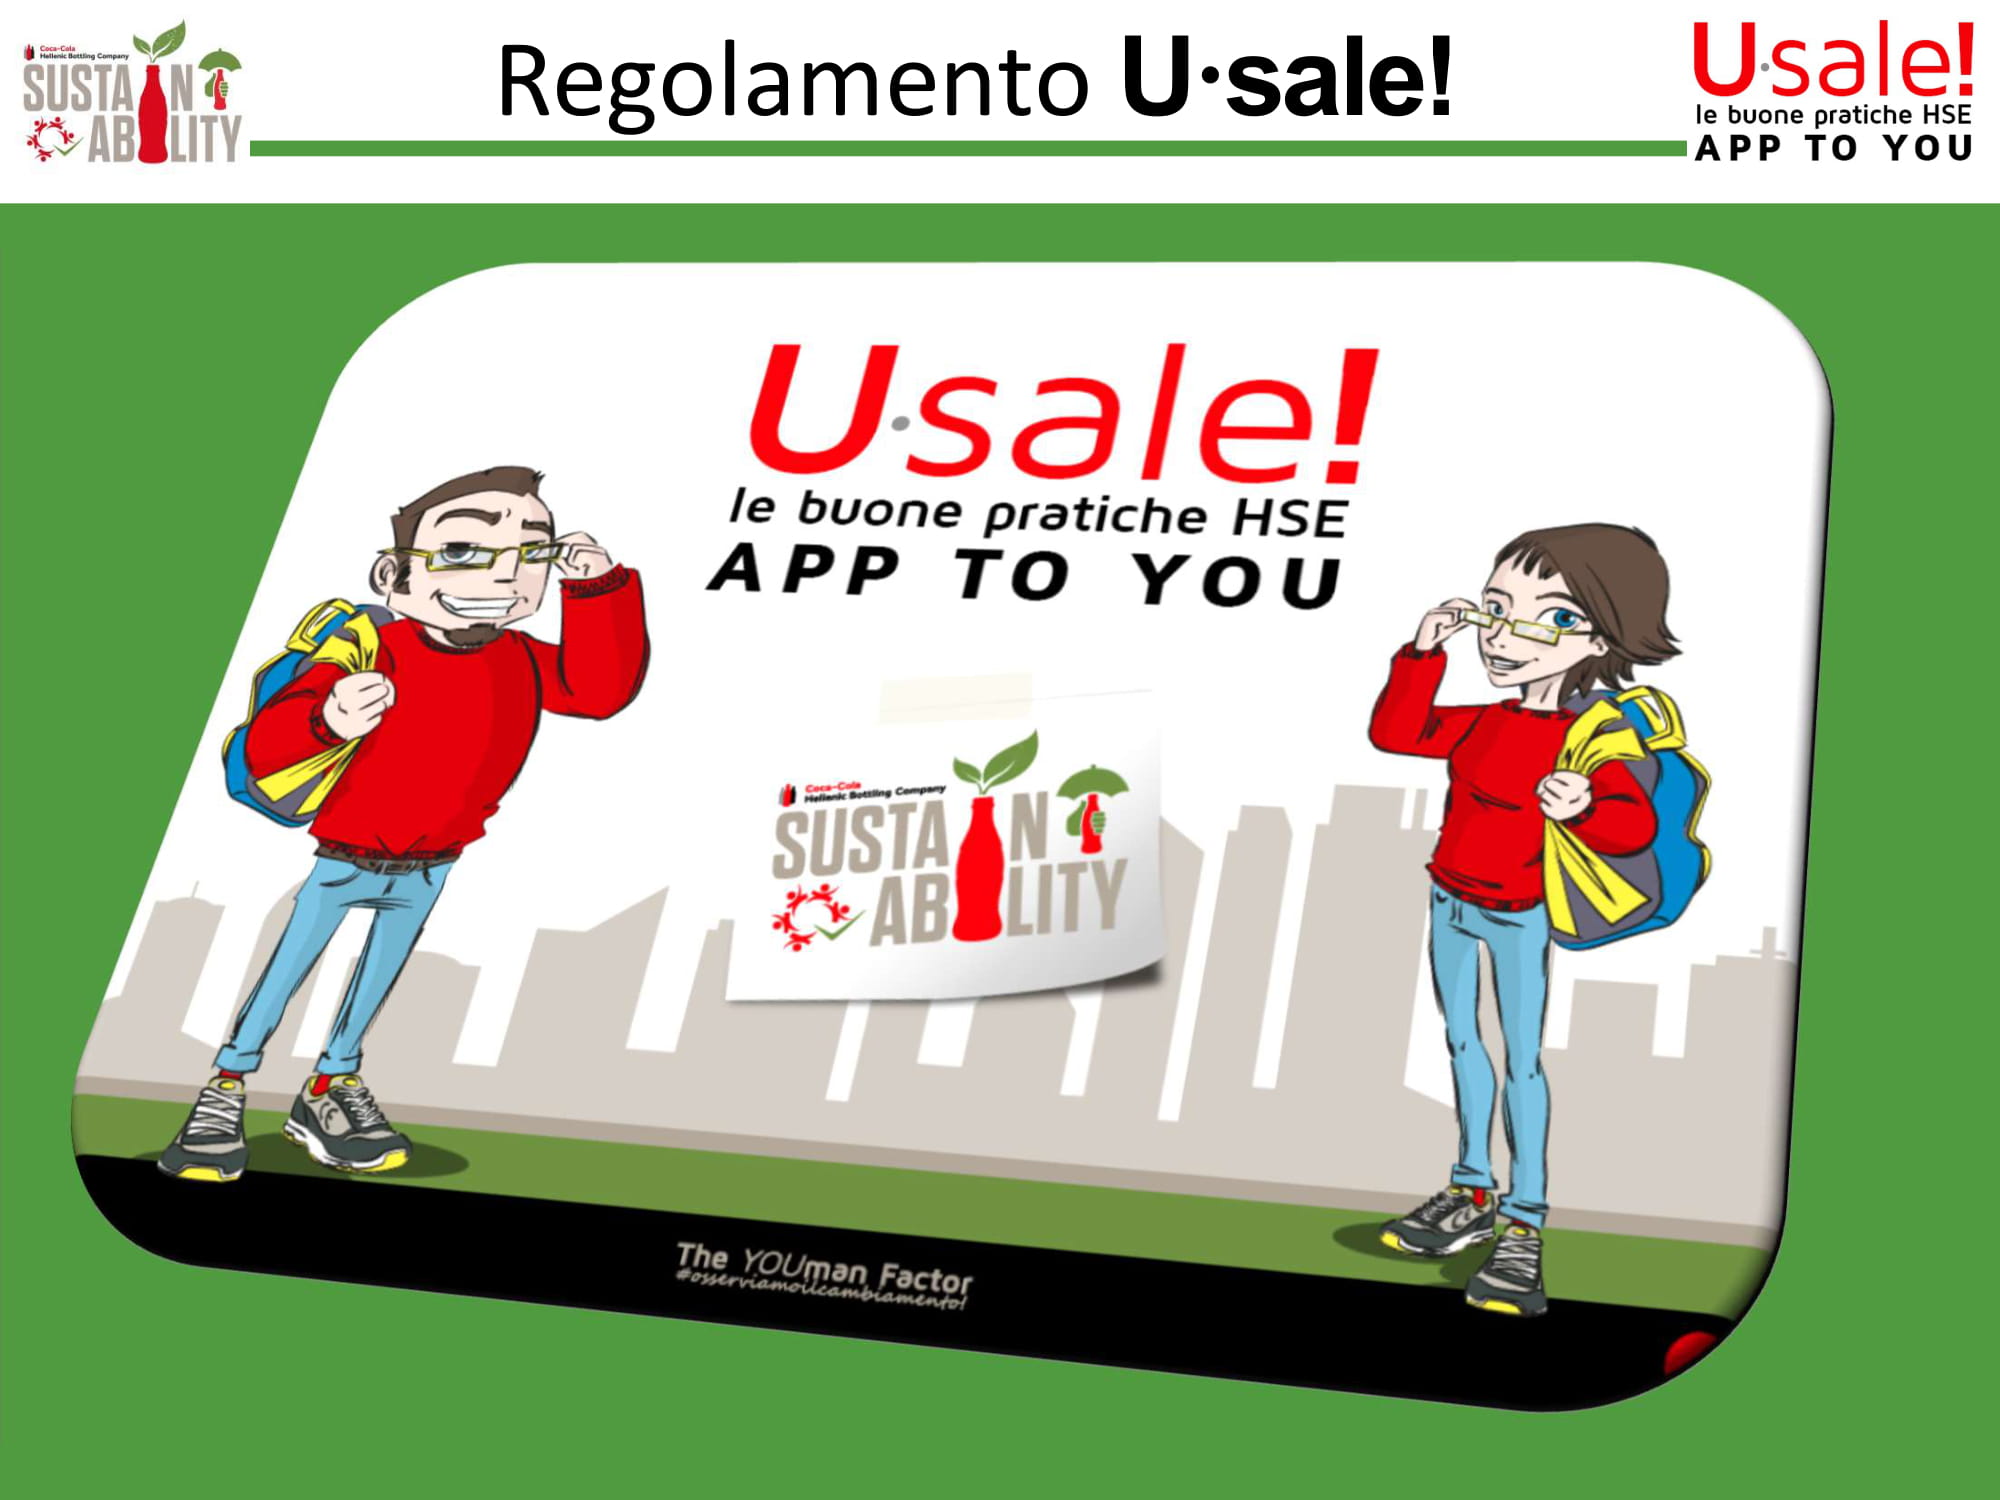 Coca-Cola
Hellenic Bottling Company
SUSTAIN
ABILITY
Regolamento U·sale!
U·sale!
le buone pratiche HSE
APP TO YOU
U·sale!
le buone pratiche HSE
APP TO YOU
Coca-Cola
Hellenic Bottling Company
SUSTAIN
ABILITY
The YOUman Factor
#osserviamoilcambiamento!